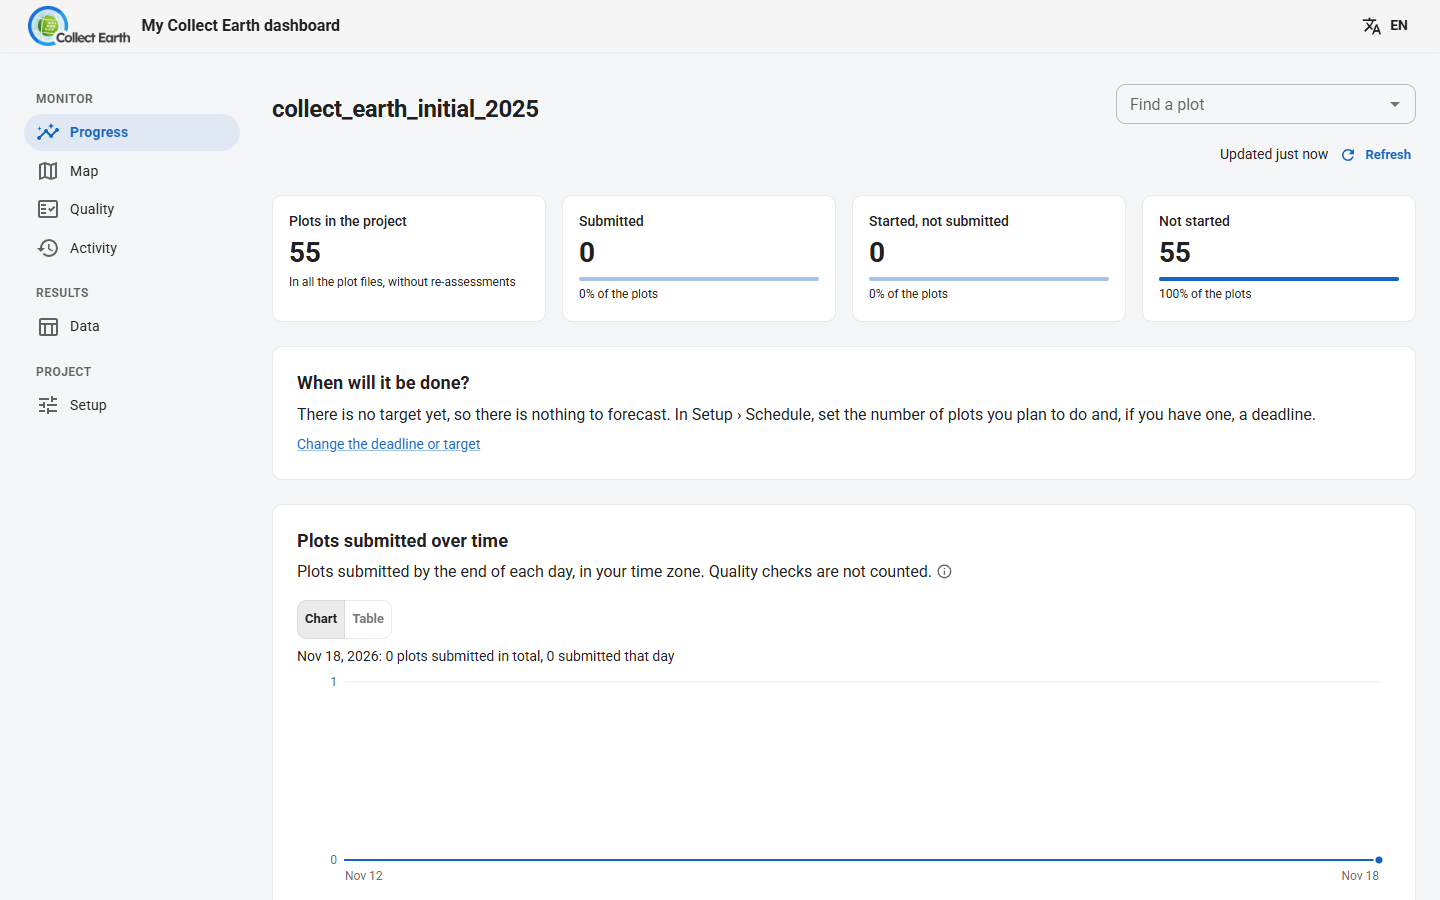 Collect Earth
My Collect Earth dashboard
EN
MONITOR
Progress
Map
Quality
Activity
RESULTS
Data
PROJECT
Setup
collect_earth_initial_2025
Find a plot
Updated just now
Refresh
Plots in the project
55
In all the plot files, without re-assessments
Submitted
0
0% of the plots
Started, not submitted
0
0% of the plots
Not started
55
100% of the plots
When will it be done?
There is no target yet, so there is nothing to forecast. In Setup › Schedule, set the number of plots you plan to do and, if you have one, a deadline.
Change the deadline or target
Plots submitted over time
Plots submitted by the end of each day, in your time zone. Quality checks are not counted.
Chart
Table
Nov 18, 2026: 0 plots submitted in total, 0 submitted that day
1
0
Nov 12
Nov 18